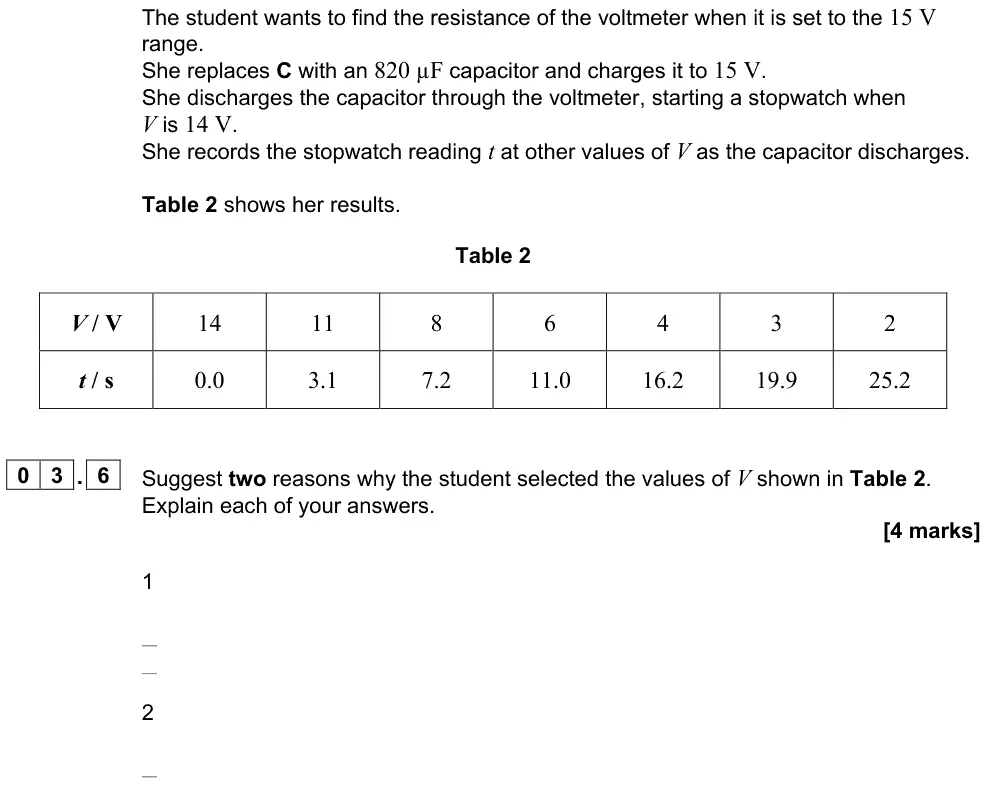 The student wants to find the resistance of the voltmeter when it is set to the 15 V
range.
She replaces C with an 820 μF capacitor and charges it to 15 V.
She discharges the capacitor through the voltmeter, starting a stopwatch when
V is 14 V.
She records the stopwatch reading t at other values of V as the capacitor discharges.
Table 2 shows her results.
Table 2
V / V 14 11 8 6 4 3 2
t / s 0.0 3.1 7.2 11.0 16.2 19.9 25.2
0 3 . 6 Suggest two reasons why the student selected the values of V shown in Table 2.
Explain each of your answers.
[4 marks]
1
2